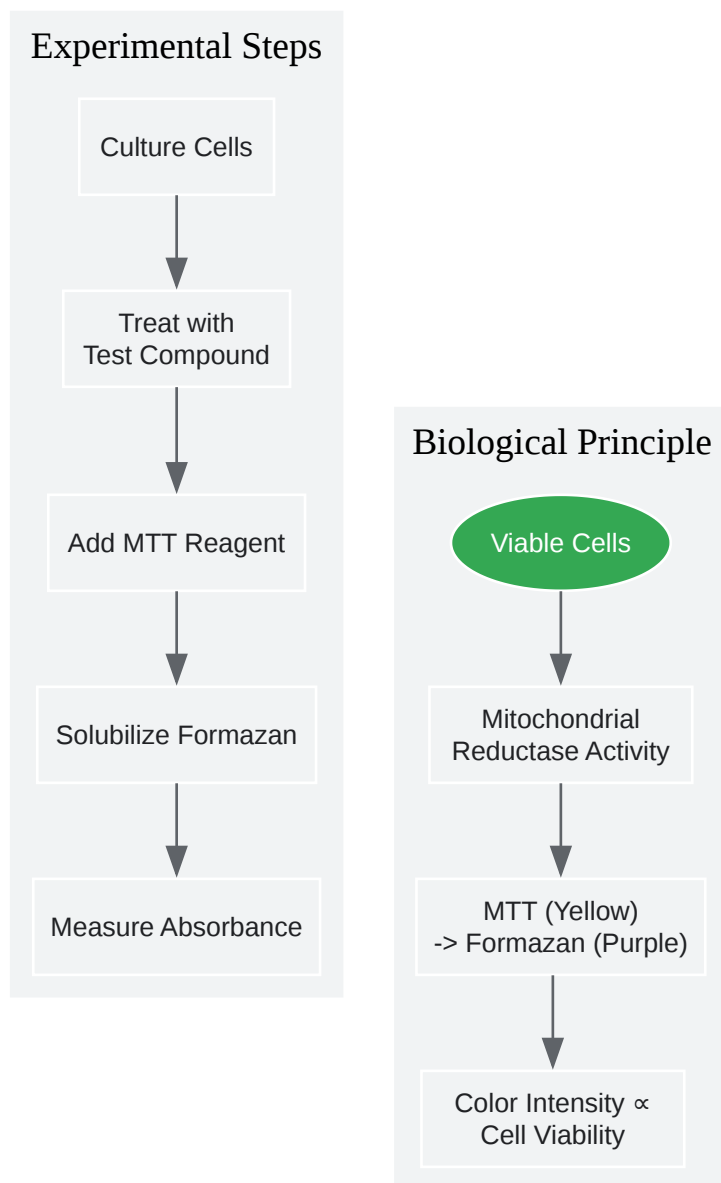 Experimental Steps
Culture Cells
Treat with
Test Compound
Add MTT Reagent
Solubilize Formazan
Measure Absorbance
Biological Principle
Viable Cells
Mitochondrial
Reductase Activity
MTT (Yellow)
-> Formazan (Purple)
Color Intensity ∝
Cell Viability